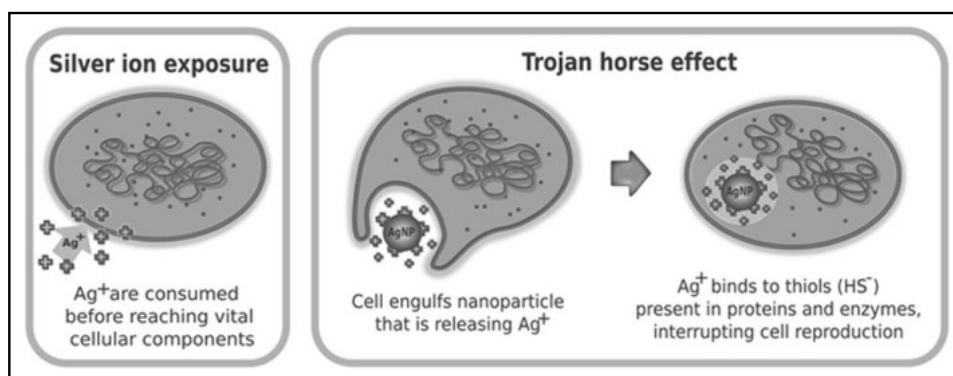 Silver ion exposure
Ag⁺
Ag⁺are consumed
before reaching vital
cellular components
Trojan horse effect
AgNP
Cell engulfs nanoparticle
that is releasing Ag⁺
AgNP
Ag⁺ binds to thiols (HS⁻)
present in proteins and enzymes,
interrupting cell reproduction